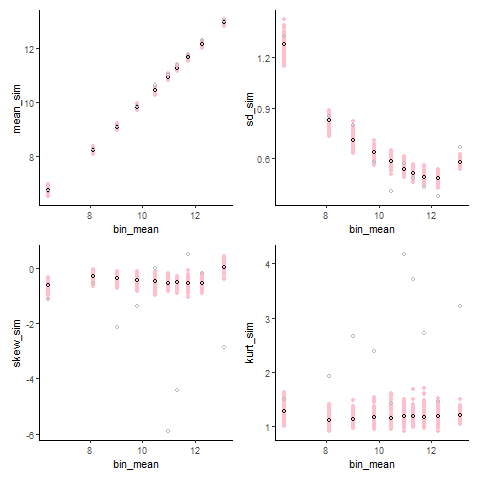 mean_sim
12
10
8
8 10 12
bin_mean
sd_sim
1.2
0.9
0.6
8 10 12
bin_mean
skew_sim
0
-2
-4
-6
8 10 12
bin_mean
kurt_sim
4
3
2
1
8 10 12
bin_mean